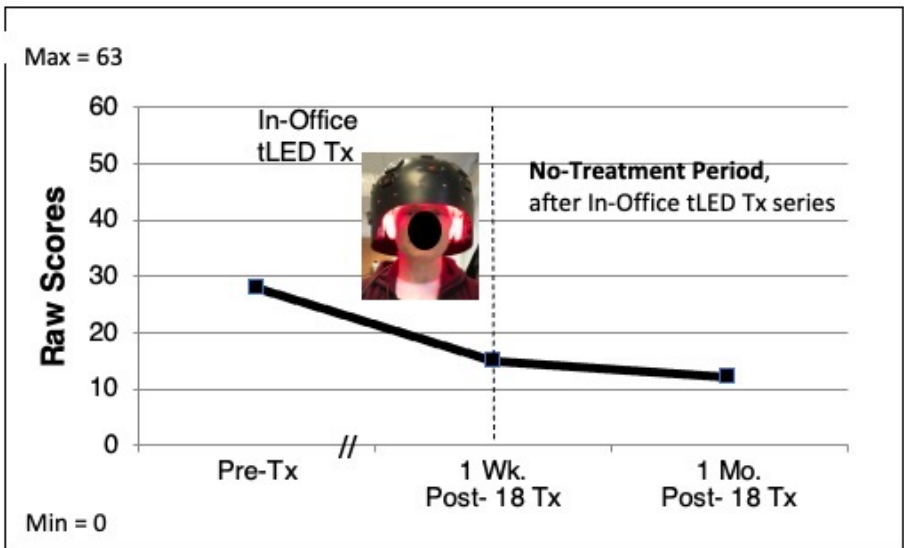 Max = 63
Raw Scores
60
50
40
30
20
10
0
In-Office
tLED Tx
No-Treatment Period,
after In-Office tLED Tx series
//
Pre-Tx
1 Wk.
Post- 18 Tx
1 Mo.
Post- 18 Tx
Min = 0